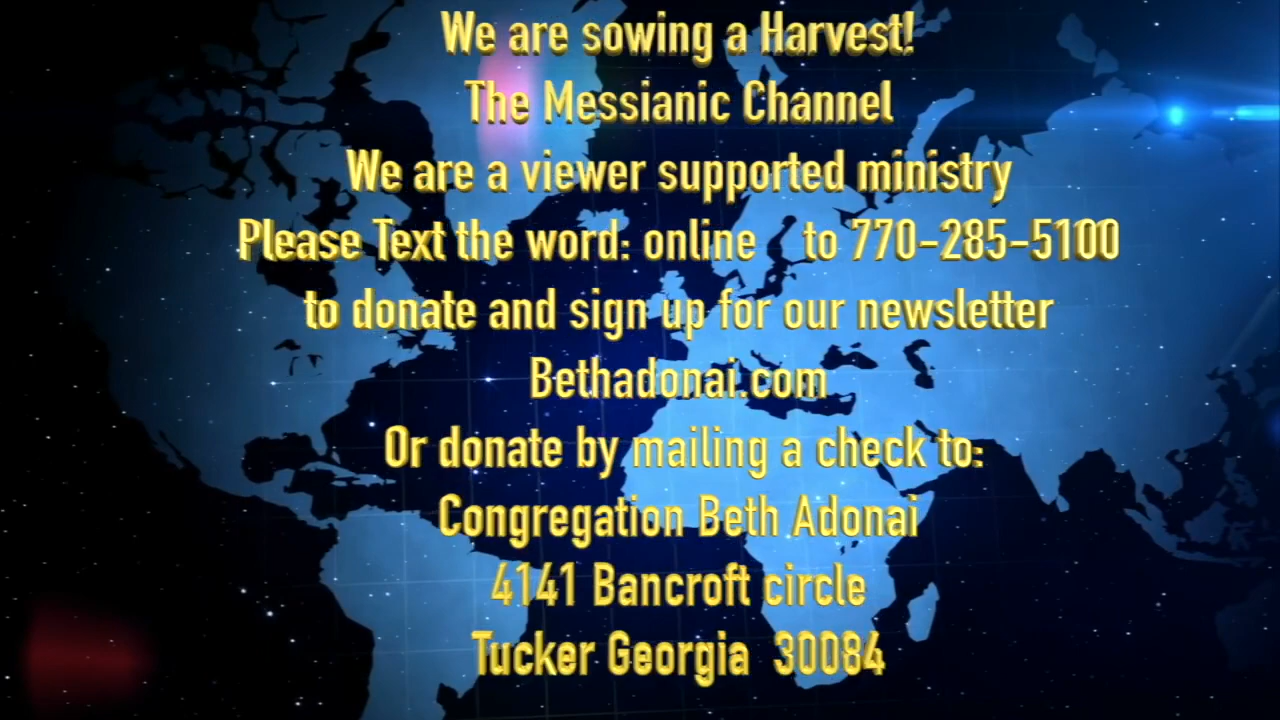 We are sowing a Harvest!
The Messianic Channel
We are a viewer supported ministry
Please Text the word: online to 770-285-5100
to donate and sign up for our newsletter
Bethadonai.com
Or donate by mailing a check to:
Congregation Beth Adonai
4141 Bancroft circle
Tucker Georgia 30084